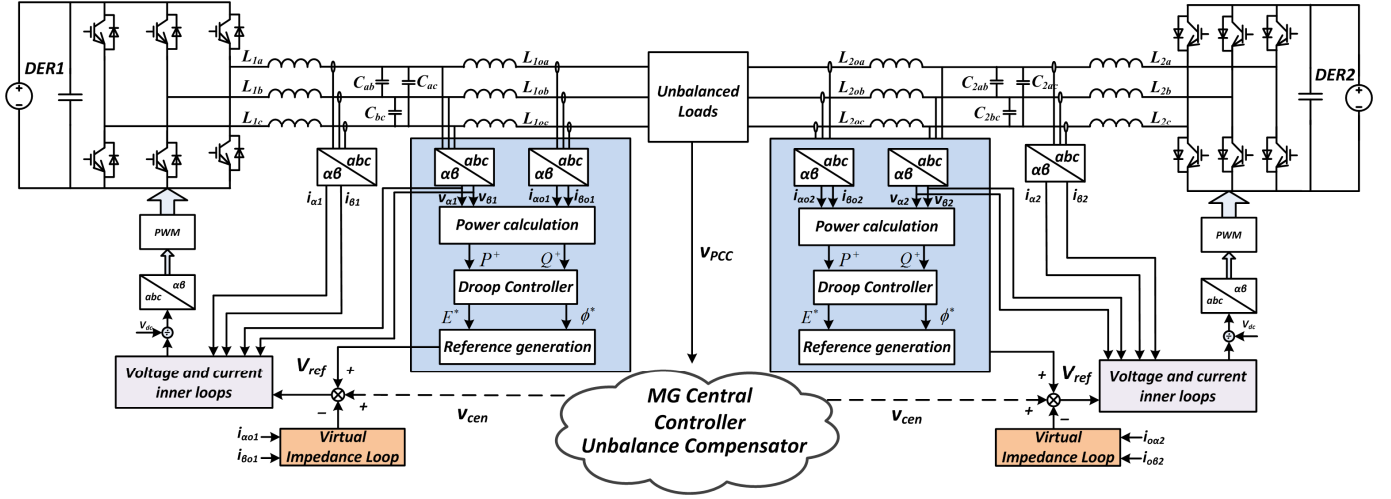 DER1
L1a
L1b
L1c
Cab
Cac
Cbc
L1oa
L1ob
L1oc
Unbalanced
Loads
L2oa
L2ob
L2oc
C2ab
C2ac
C2bc
L2a
L2b
L2c
DER2
abc
αβ
iα1
iβ1
abc
αβ
vα1
vβ1
abc
αβ
iαo1
iβo1
Power calculation
P+
Q+
Droop Controller
E*
ϕ*
Reference generation
PWM
αβ
abc
Vdc
÷
Voltage and current
inner loops
Vref
+
+
−
vcen
iαo1
iβo1
Virtual
Impedance Loop
vPCC
MG Central
Controller
Unbalance Compensator
abc
αβ
iαo2
iβo2
abc
αβ
vα2
vβ2
abc
αβ
iα2
iβ2
Power calculation
P+
Q+
Droop Controller
E*
ϕ*
Reference generation
PWM
αβ
abc
Vdc
÷
Voltage and current
inner loops
Vref
+
+
−
vcen
Virtual
Impedance Loop
ioα2
ioβ2